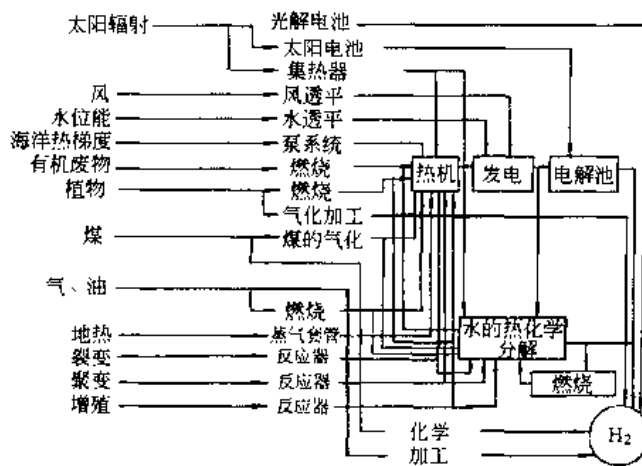 光解电池
太阳辐射
太阳电池
集热器
风
风透平
水位能
水透平
海洋热梯度
泵系统
有机废物
燃烧
热机
发电
电解池
植物
燃烧
气化加工
煤
煤的气化
气、油
燃烧
地热
蒸气套管
水的热化学
分解
裂变
反应器
聚变
反应器
燃烧
增殖
反应器
化学
加工
H₂